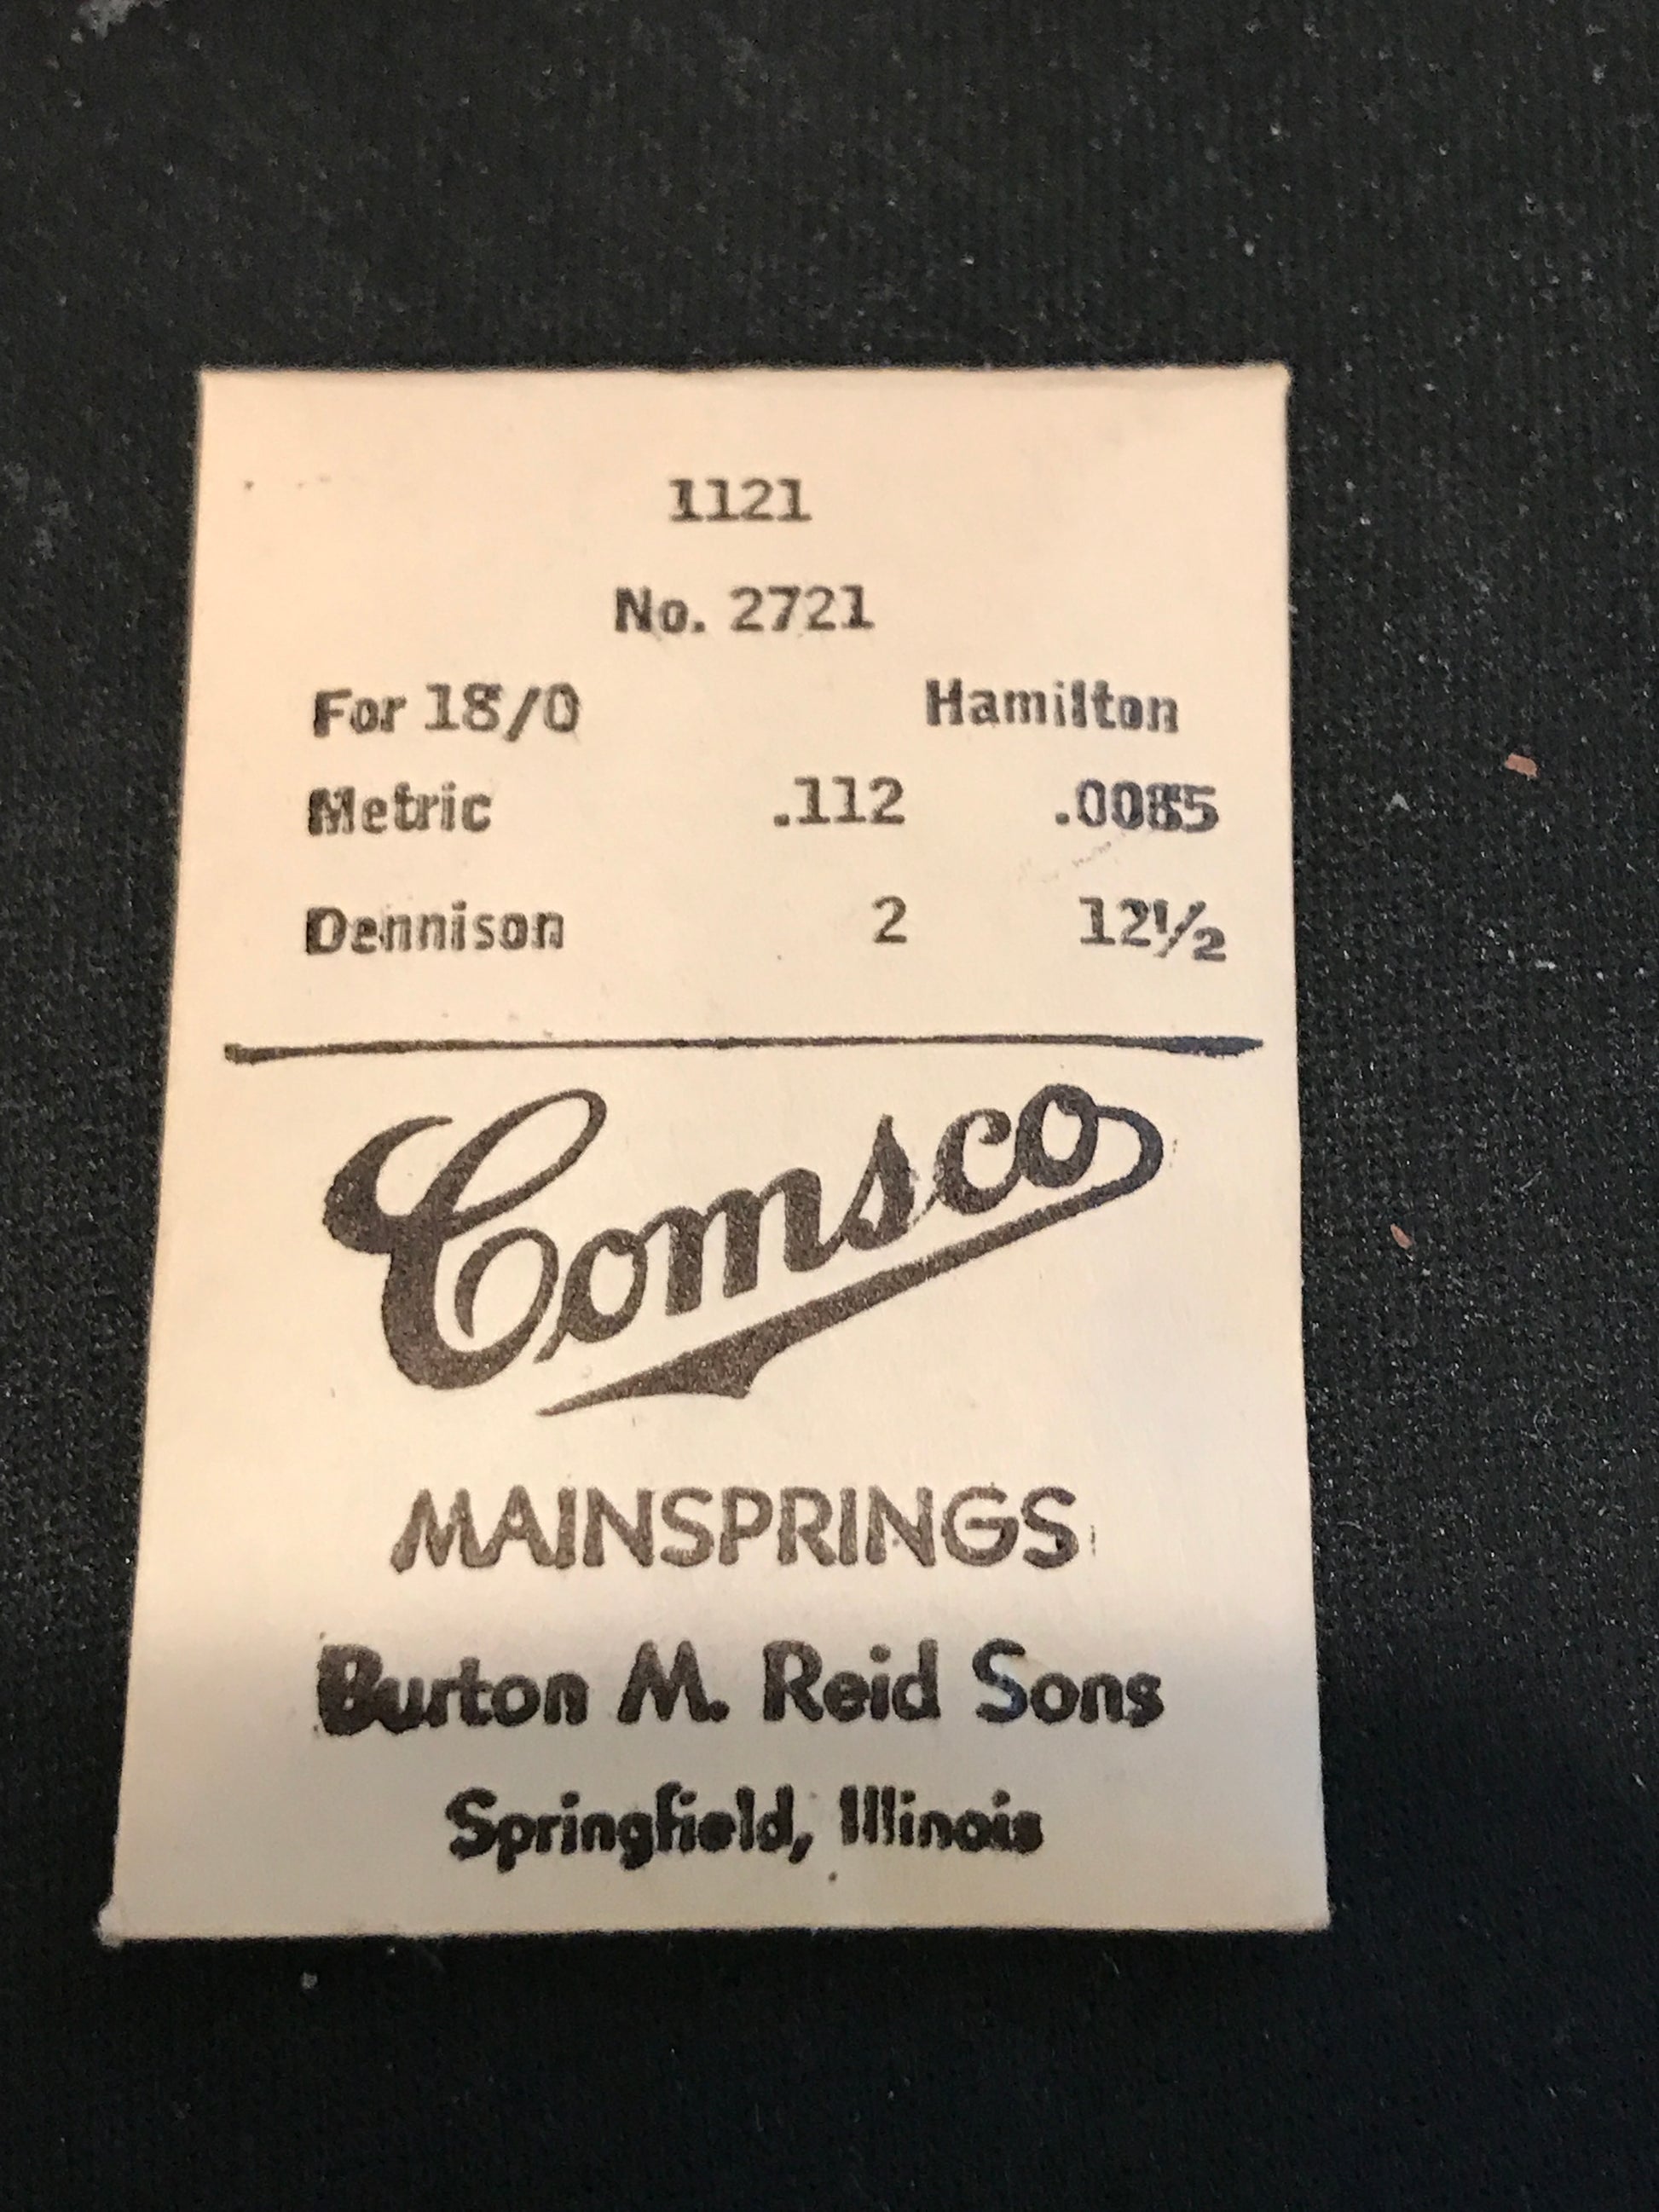 1121
No. 2721
For 18/0 Hamilton
Metric .112 .0085
Dennison 2 12½
Comsco
MAINSPRINGS
Burton M. Reid Sons
Springfield, Illinois